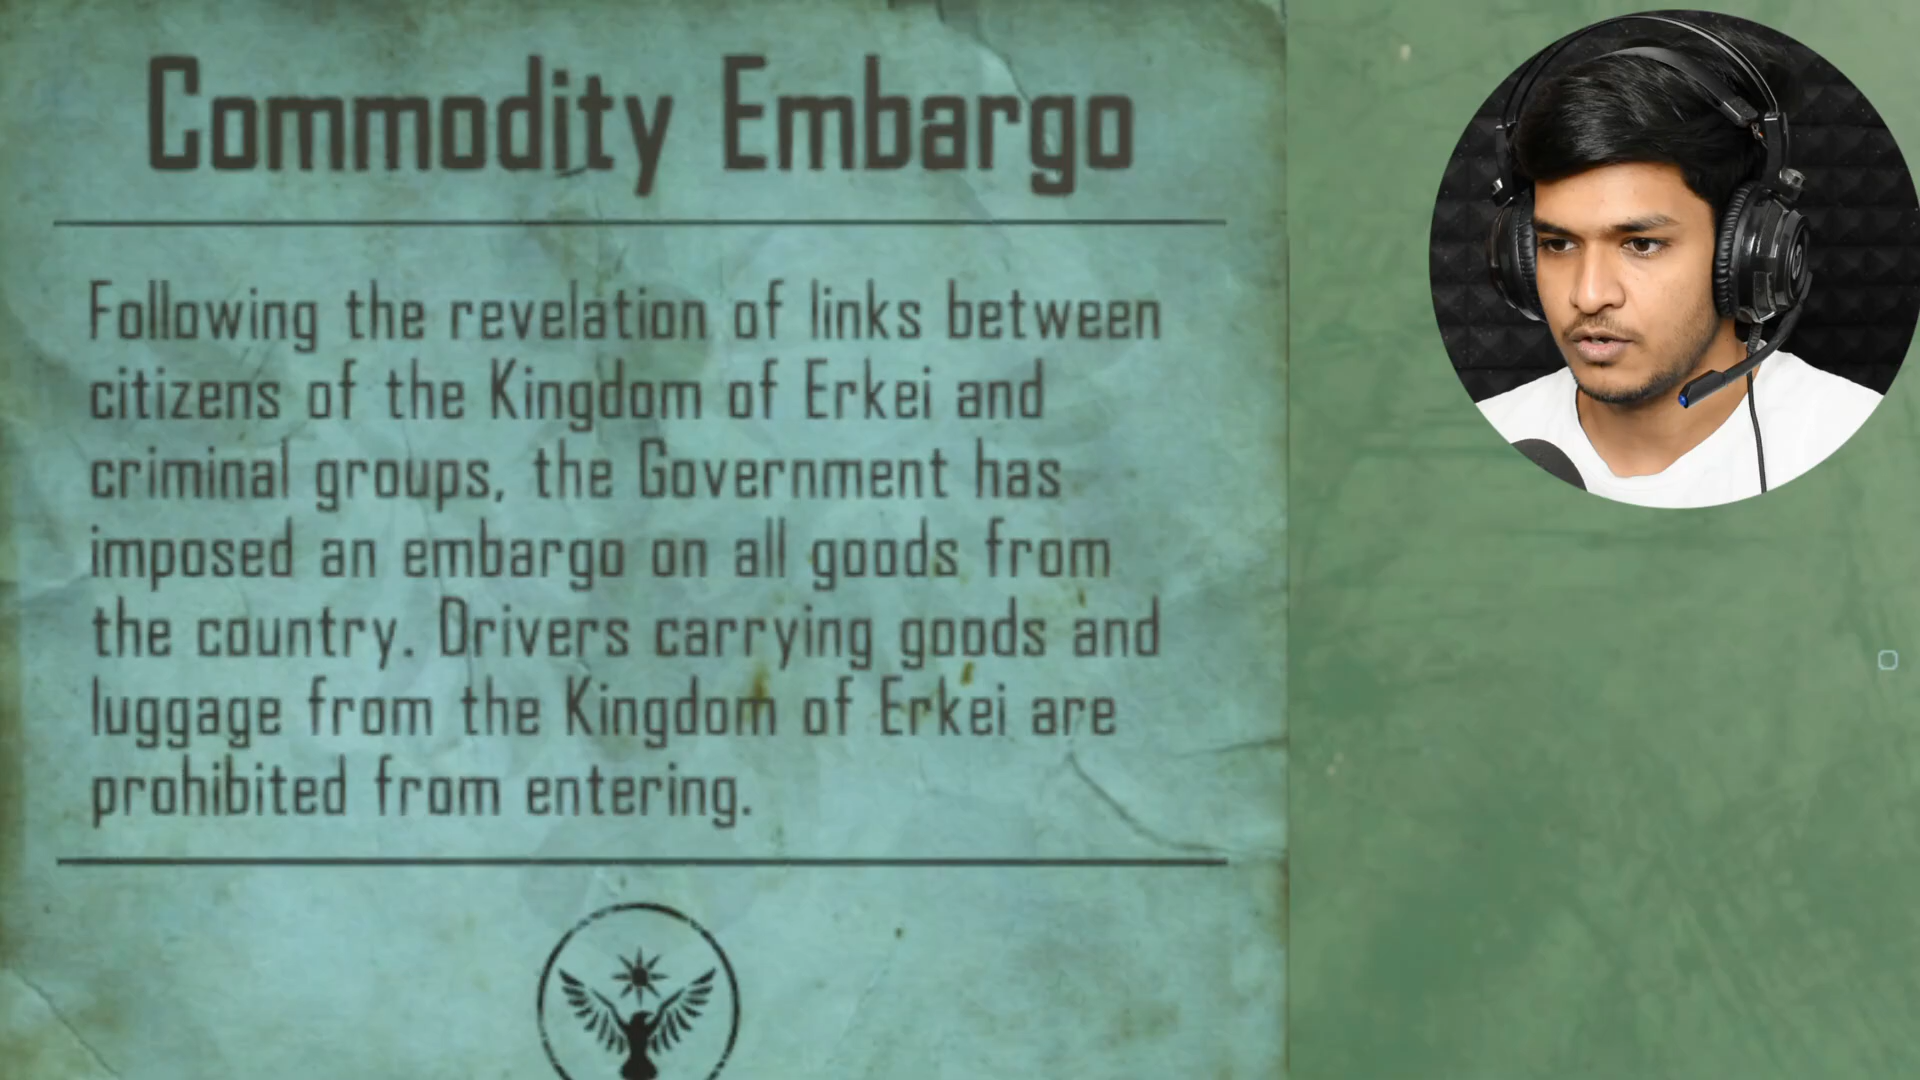 Commodity Embargo
Following the revelation of links between
citizens of the Kingdom of Erkei and
criminal groups, the Government has
imposed an embargo on all goods from
the country. Drivers carrying goods and
luggage from the Kingdom of Erkei are
prohibited from entering.